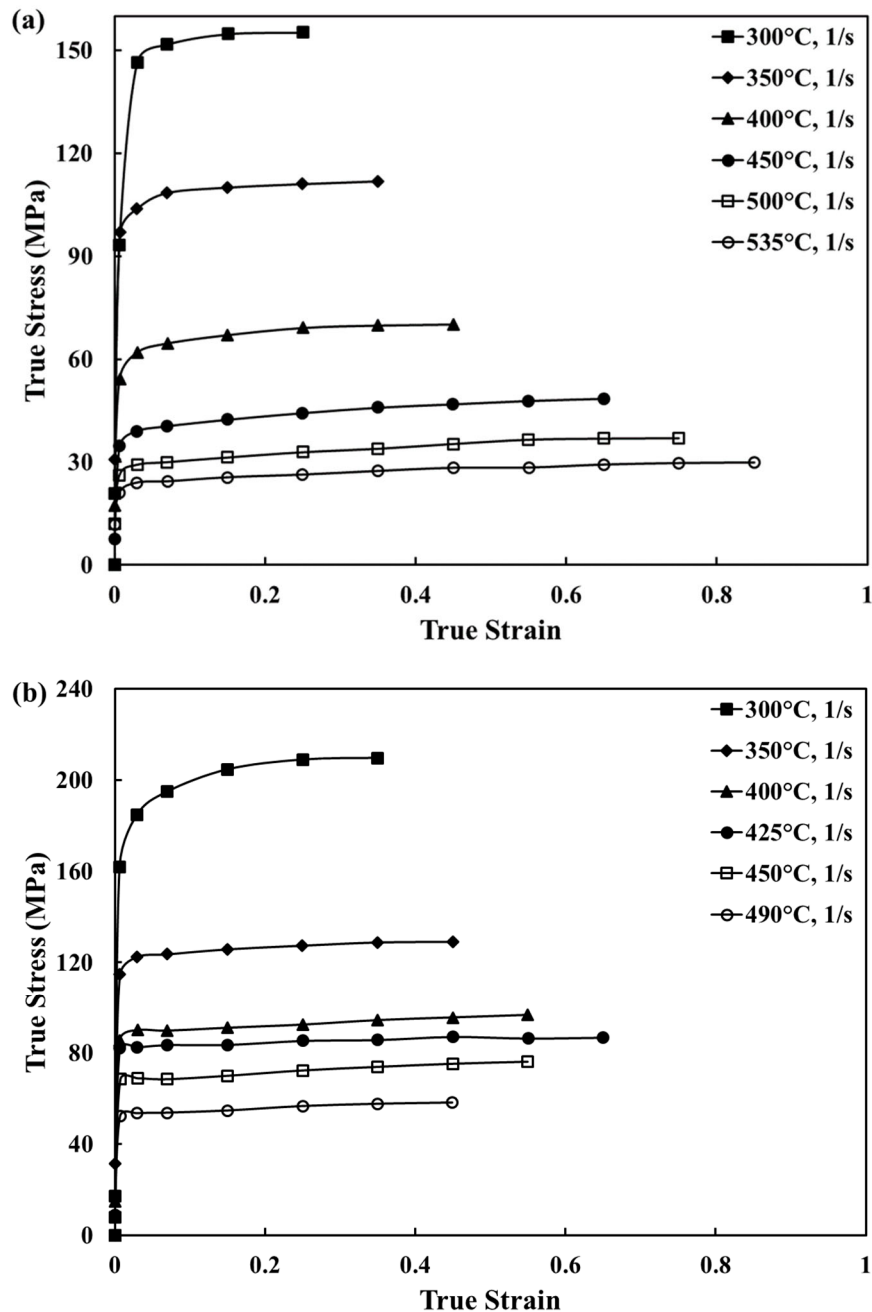 (a)
150
120
90
60
30
0
True Stress (MPa)
300°C, 1/s
350°C, 1/s
400°C, 1/s
450°C, 1/s
500°C, 1/s
535°C, 1/s
0 0.2 0.4 0.6 0.8 1
True Strain
(b)
240
200
160
120
80
40
0
True Stress (MPa)
300°C, 1/s
350°C, 1/s
400°C, 1/s
425°C, 1/s
450°C, 1/s
490°C, 1/s
0 0.2 0.4 0.6 0.8 1
True Strain